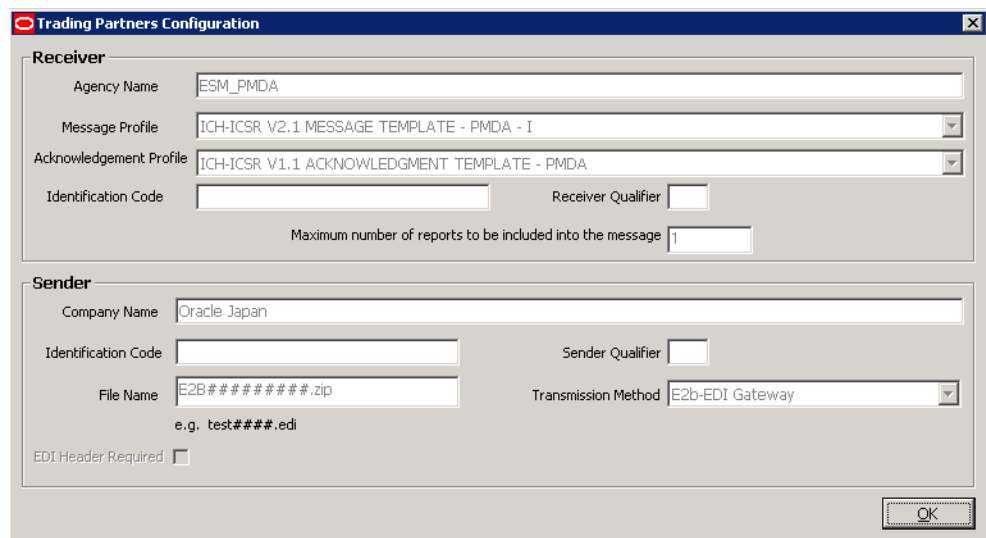 Trading Partners Configuration
Receiver
Agency Name ESM_PMDA
Message Profile ICH-ICSR V2.1 MESSAGE TEMPLATE - PMDA - I
Acknowledgement Profile ICH-ICSR V1.1 ACKNOWLEDGMENT TEMPLATE - PMDA
Identification Code Receiver Qualifier
Maximum number of reports to be included into the message 1
Sender
Company Name Oracle Japan
Identification Code Sender Qualifier
File Name E2B#########.zip Transmission Method E2b-EDI Gateway
e.g. test####.edi
EDI Header Required
OK